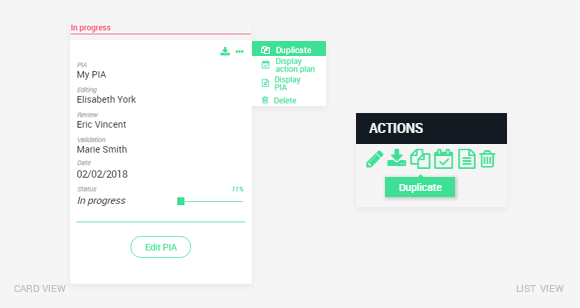 In progress
PIA
My PIA
Editing
Elisabeth York
Review
Eric Vincent
Validation
Marie Smith
Date
02/02/2018
Status
11%
In progress
Edit PIA
Duplicate
Display
action plan
Display
PIA
Delete
ACTIONS
Duplicate
CARD VIEW
LIST VIEW